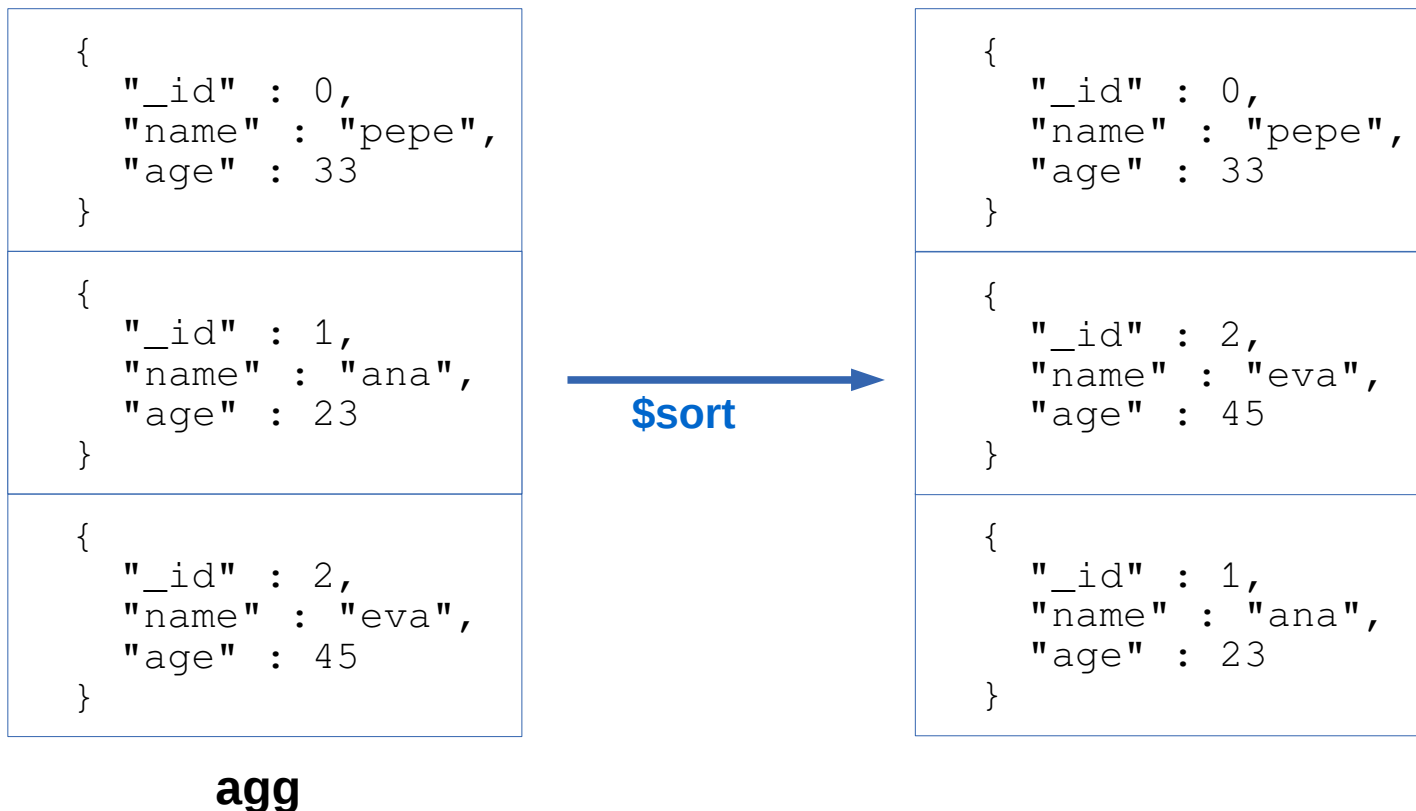 {
"_id" : 0,
"name" : "pepe",
"age" : 33
}
{
"_id" : 1,
"name" : "ana",
"age" : 23
}
{
"_id" : 2,
"name" : "eva",
"age" : 45
}
agg
$sort
{
"_id" : 0,
"name" : "pepe",
"age" : 33
}
{
"_id" : 2,
"name" : "eva",
"age" : 45
}
{
"_id" : 1,
"name" : "ana",
"age" : 23
}